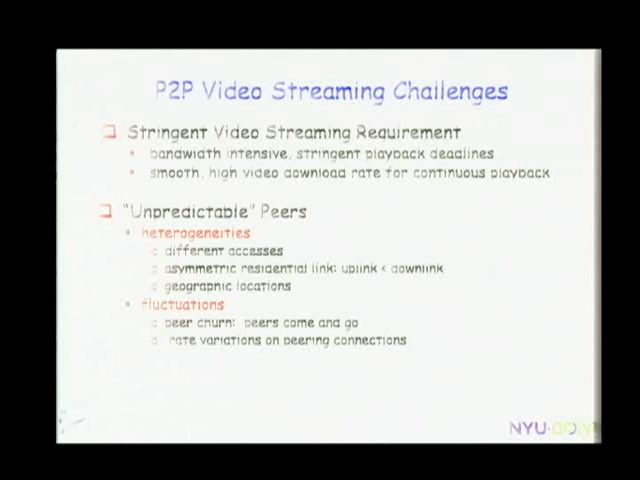 P2P Video Streaming Challenges
Stringent Video Streaming Requirement
bandwidth intensive, stringent playback deadlines
smooth, high video download rate for continuous playback
"Unpredictable" Peers
heterogeneities
different accesses
asymmetric residential link: uplink < downlink
geographic locations
fluctuations
peer churn: peers come and go
rate variations on peering connections
NYU·poly